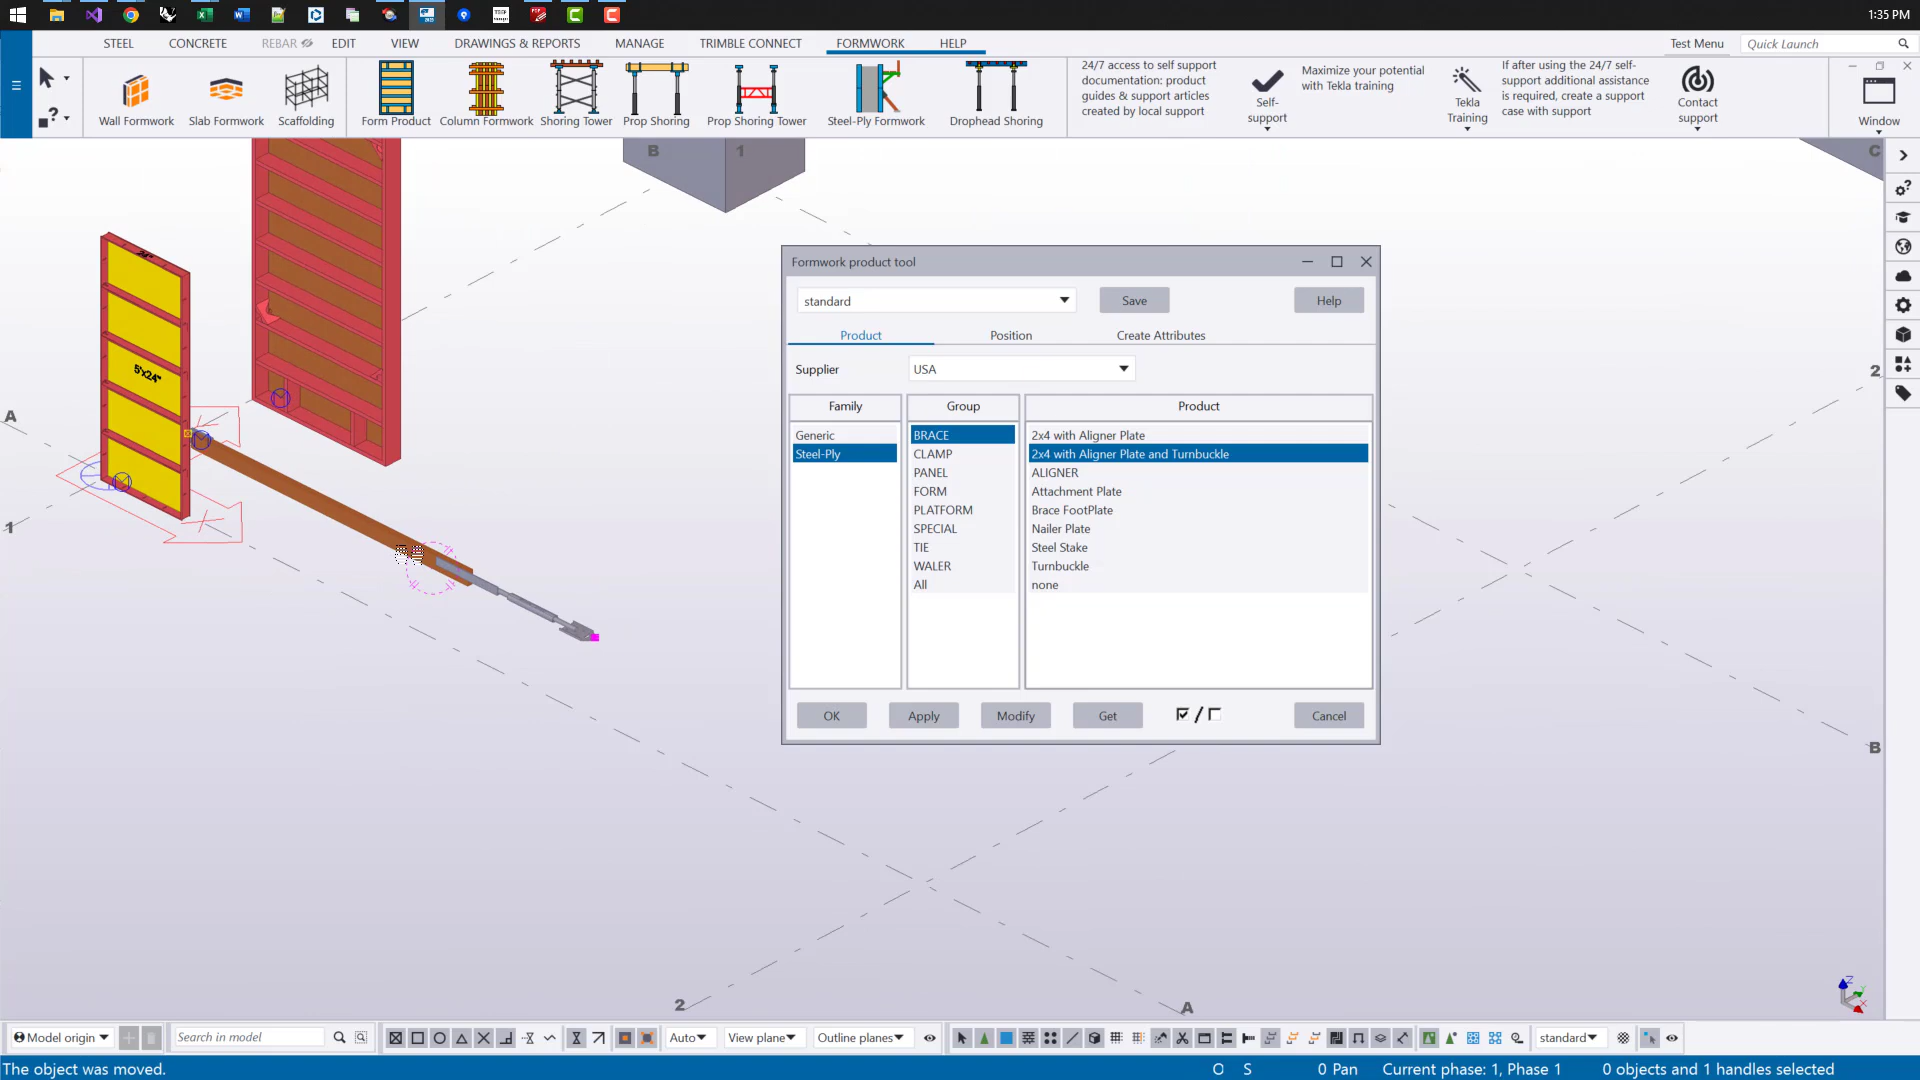 1:35 PM
STEEL
CONCRETE
REBAR
EDIT
VIEW
DRAWINGS & REPORTS
MANAGE
TRIMBLE CONNECT
FORMWORK
HELP
Test Menu
Quick Launch
Wall Formwork
Slab Formwork
Scaffolding
Form Product
Column Formwork
Shoring Tower
Prop Shoring
Prop Shoring Tower
Steel-Ply Formwork
Drophead Shoring
24/7 access to self support
documentation: product
guides & support articles
created by local support
Self-
support
Maximize your potential
with Tekla training
Tekla
Training
If after using the 24/7 self-
support additional assistance
is required, create a support
case with support
Contact
support
Window
B
1
C
24"
5'x24"
A
1
2
B
2
A
Formwork product tool
standard
Save
Help
Product
Position
Create Attributes
Supplier
USA
Family
Group
Product
Generic
Steel-Ply
BRACE
CLAMP
PANEL
FORM
PLATFORM
SPECIAL
TIE
WALER
All
2x4 with Aligner Plate
2x4 with Aligner Plate and Turnbuckle
ALIGNER
Attachment Plate
Brace FootPlate
Nailer Plate
Steel Stake
Turnbuckle
none
OK
Apply
Modify
Get
/
Cancel
Model origin
Search in model
Auto
View plane
Outline planes
standard
The object was moved.
O
S
0 Pan
Current phase: 1, Phase 1
0 objects and 1 handles selected